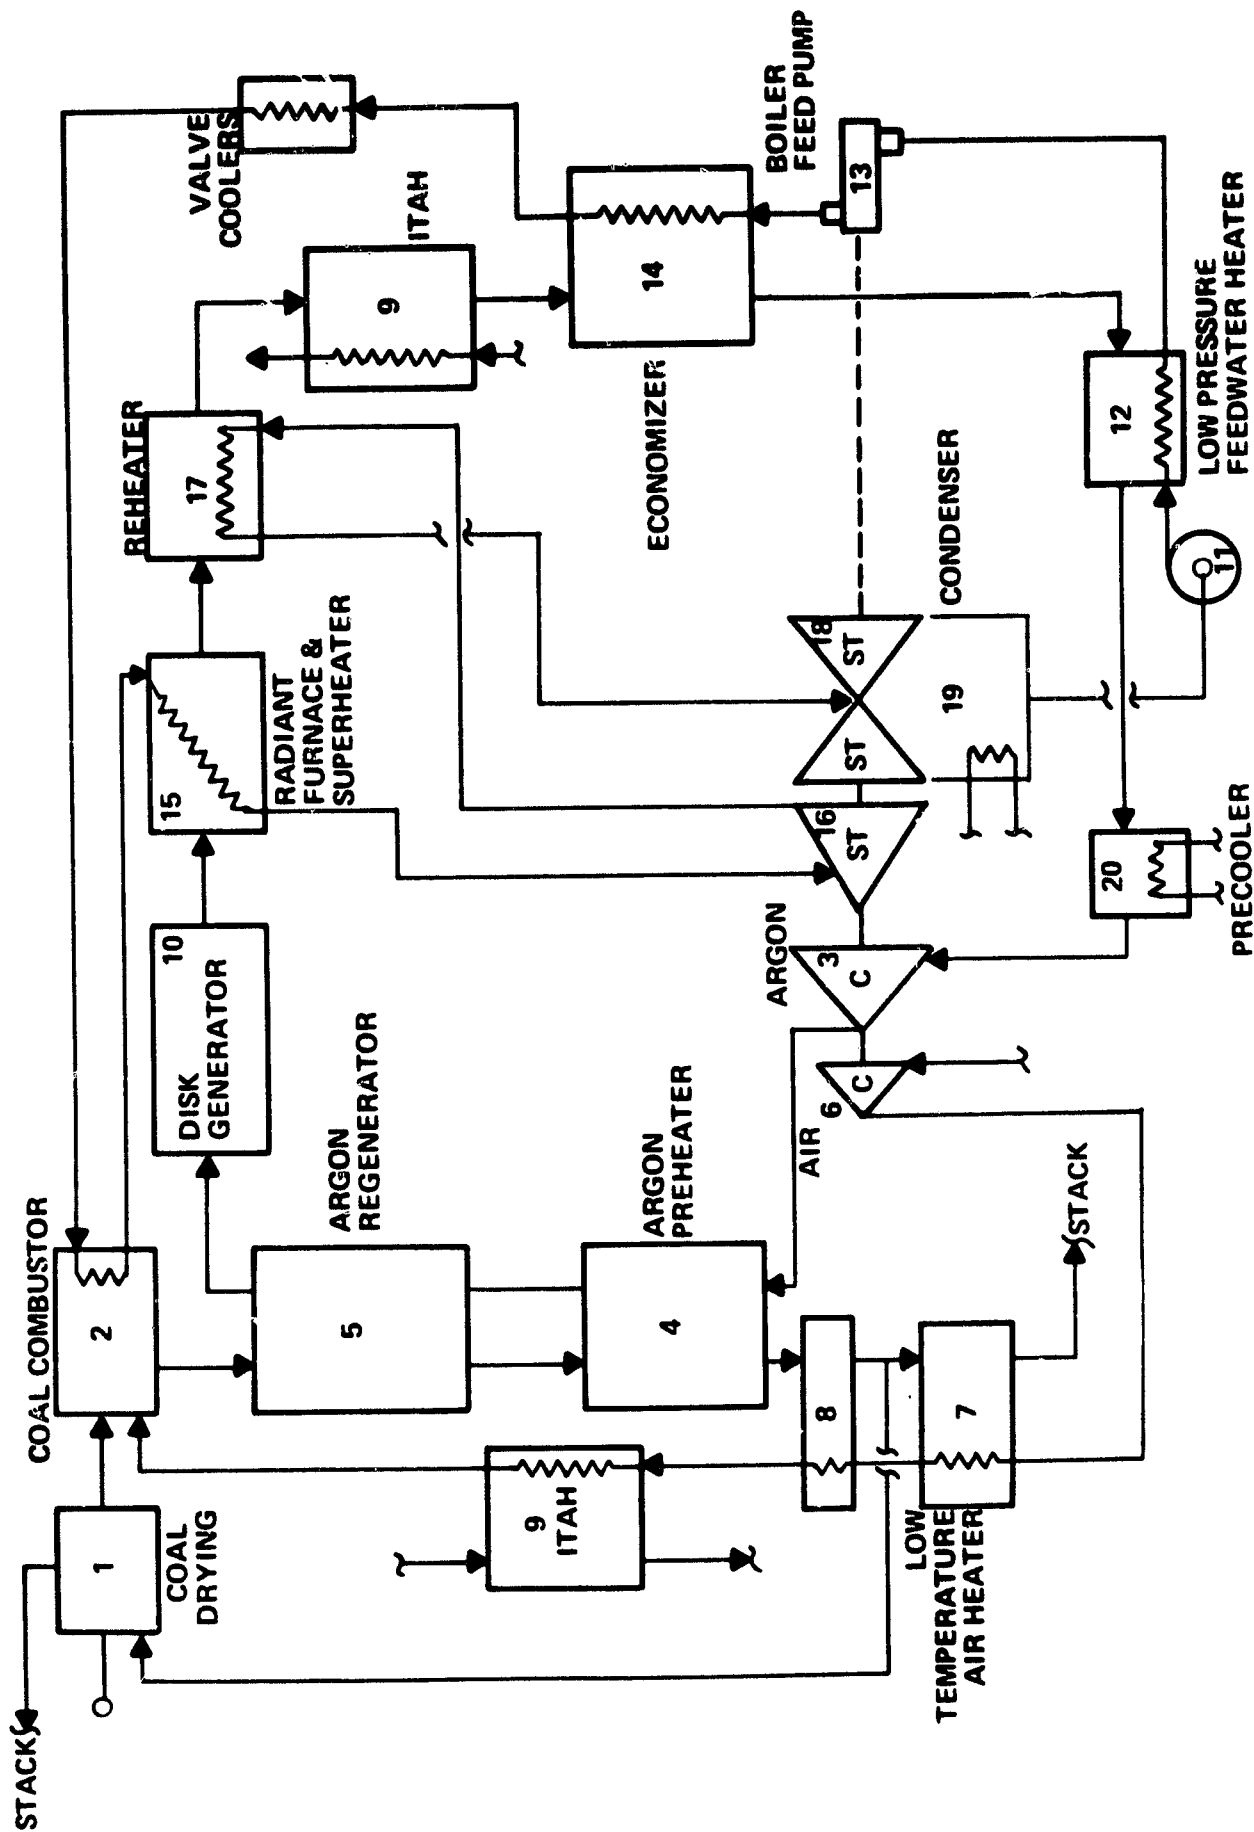 STACK
1
COAL
DRYING
COAL COMBUSTOR
2
DISK
GENERATOR
10
15
RADIANT
FURNACE &
SUPERHEATER
REHEATER
17
VALVE
COOLERS
9
ITAH
5
ARGON
REGENERATOR
9
ITAH
4
ARGON
PREHEATER
ECONOMIZER
14
BOILER
FEED PUMP
13
8
AIR
6
C
ARGON
3
C
16
ST
ST
18
ST
19
CONDENSER
LOW
TEMPERATURE
AIR HEATER
7
STACK
20
PRECOOLER
11
12
LOW PRESSURE
FEEDWATER HEATER